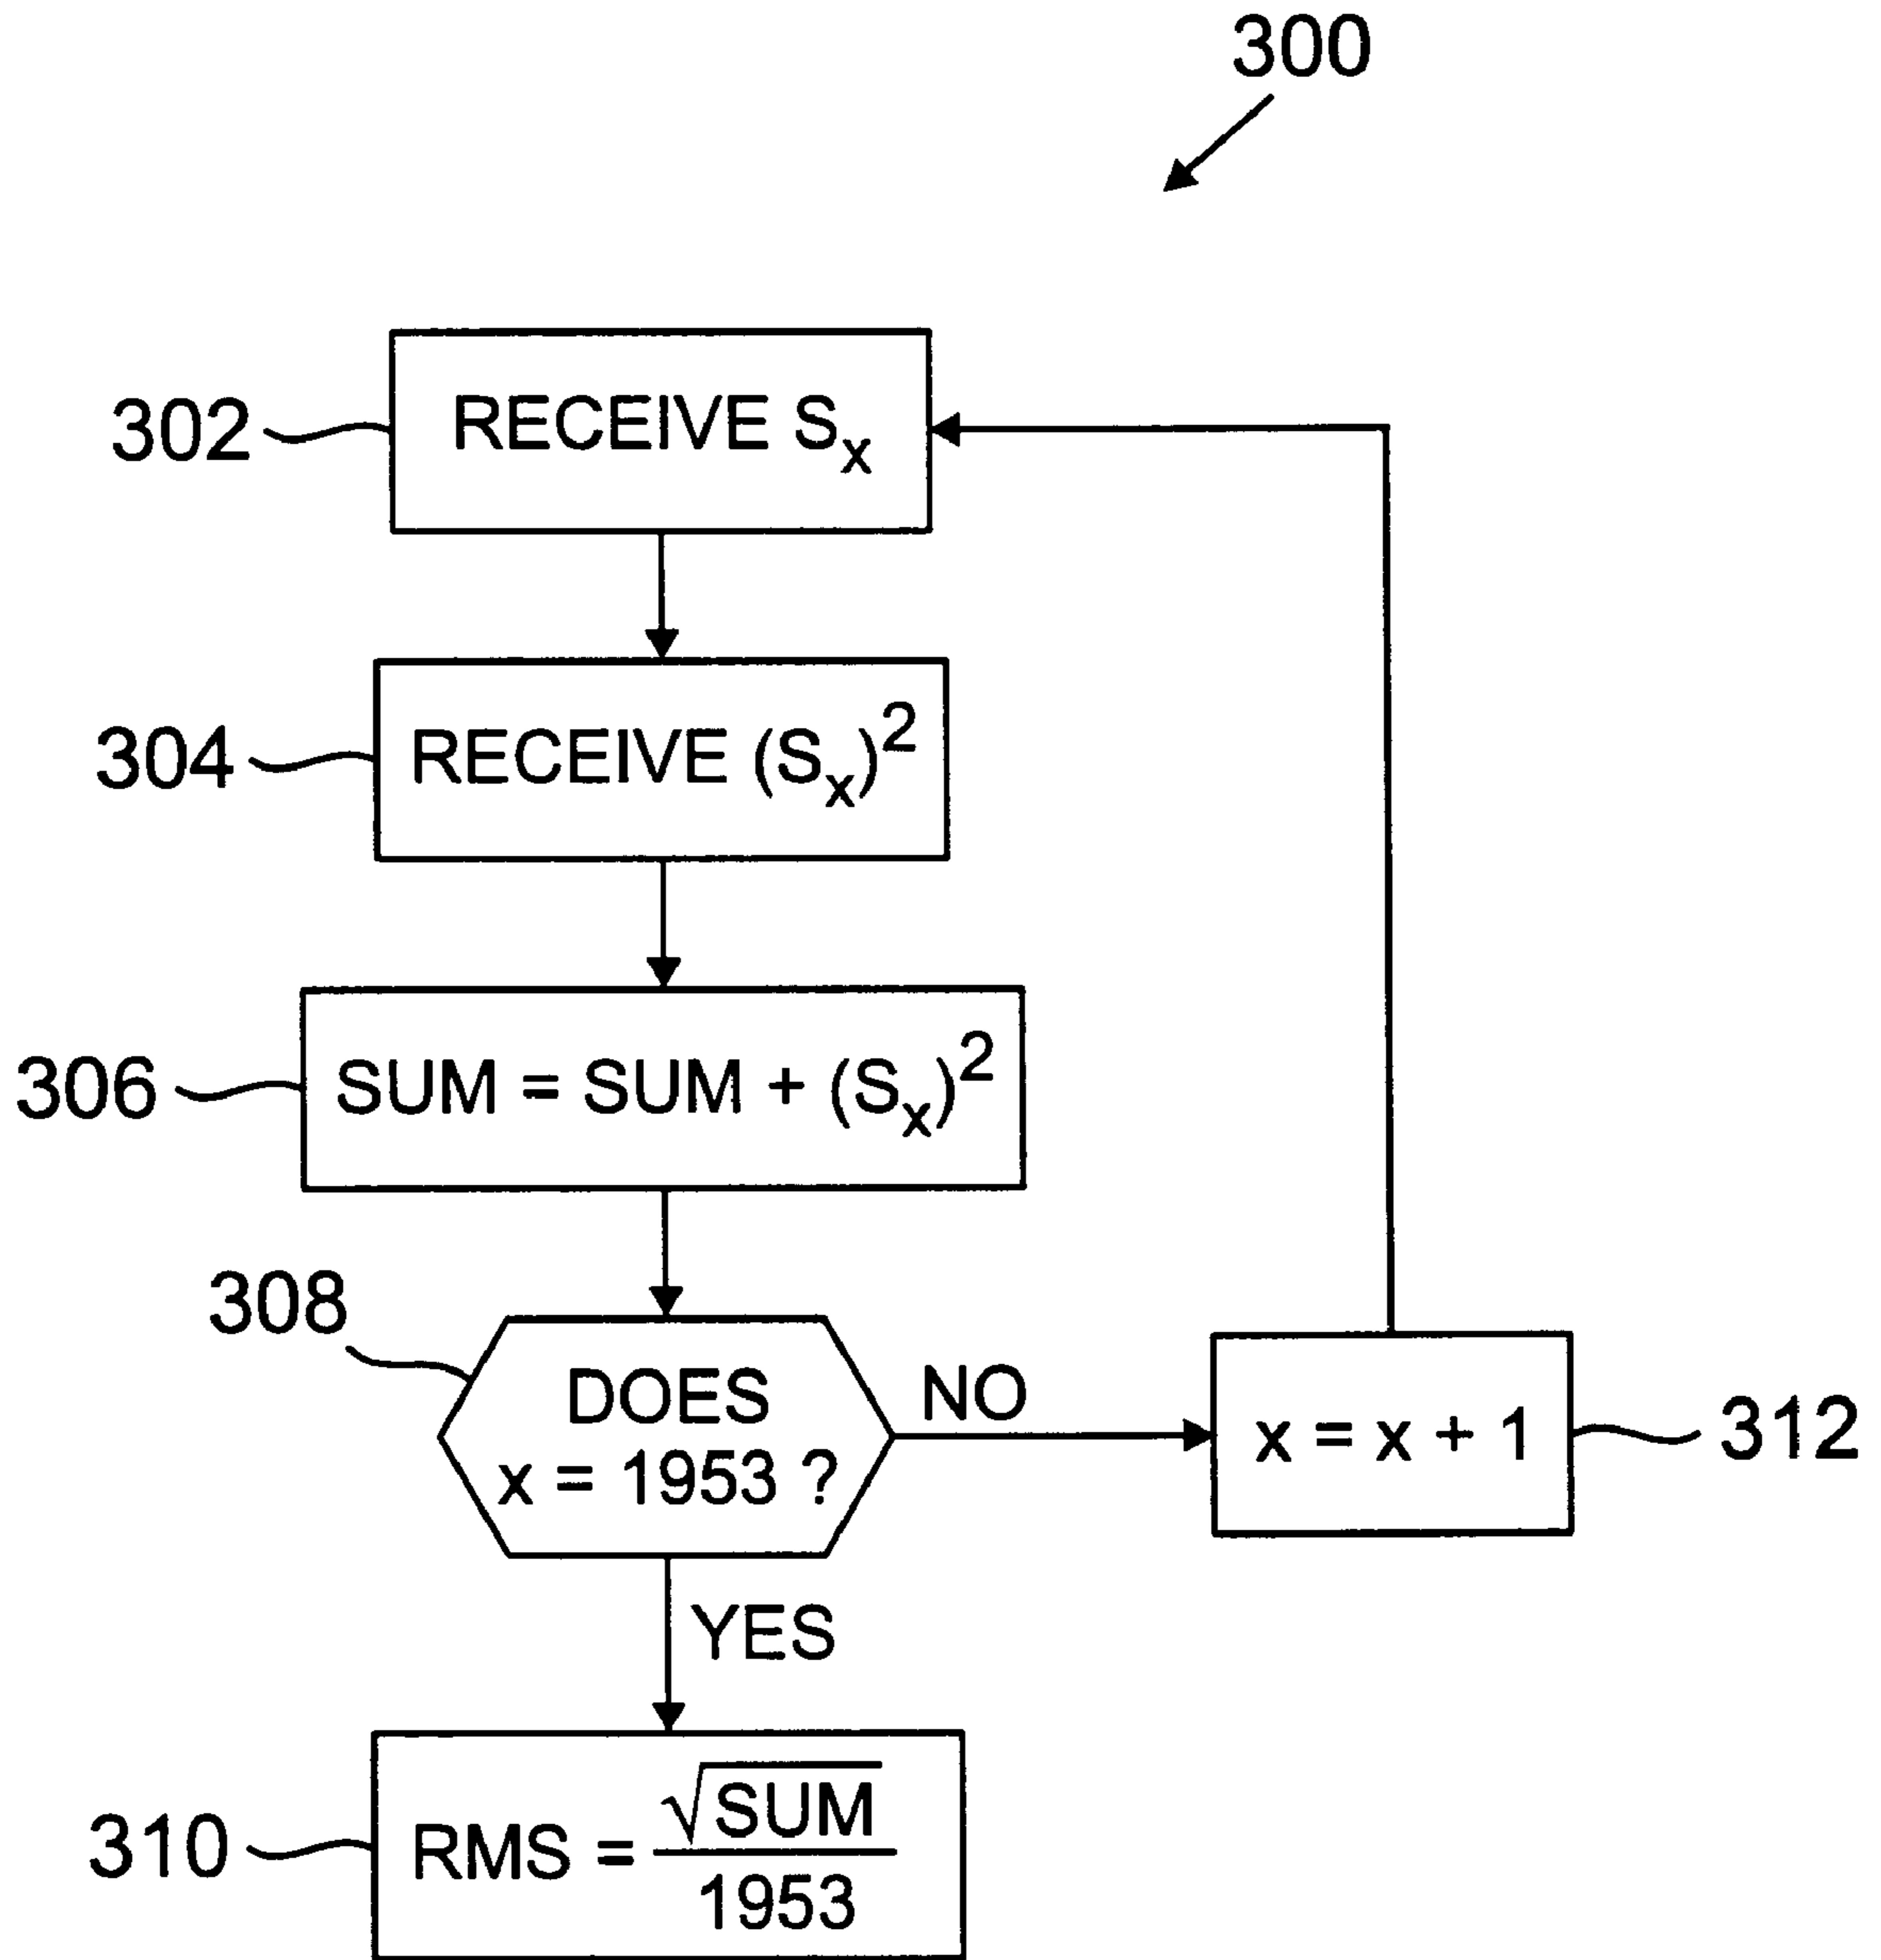 300
302
RECEIVE Sₓ
304
RECEIVE (Sₓ)²
306
SUM = SUM + (Sₓ)²
308
DOES
x = 1953 ?
NO
x = x + 1
312
YES
310
RMS = √SUM
1953